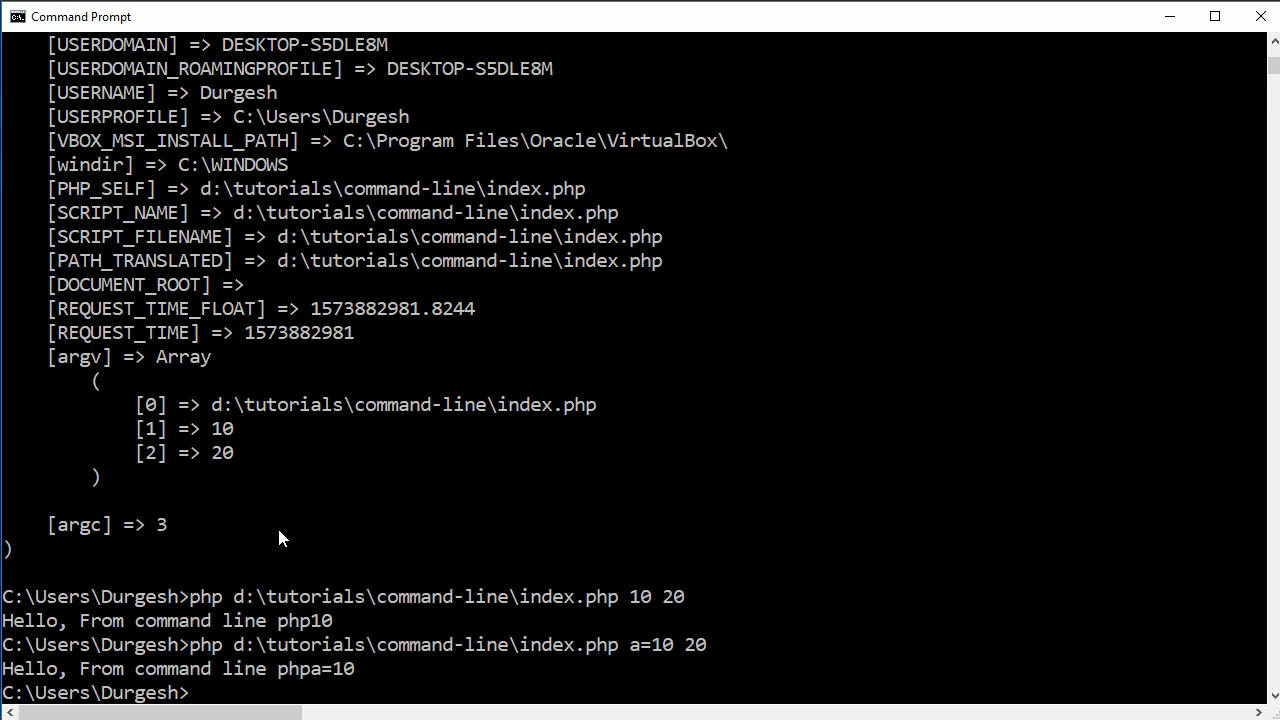 Command Prompt
[USERDOMAIN] => DESKTOP-S5DLE8M
[USERDOMAIN_ROAMINGPROFILE] => DESKTOP-S5DLE8M
[USERNAME] => Durgesh
[USERPROFILE] => C:\Users\Durgesh
[VBOX_MSI_INSTALL_PATH] => C:\Program Files\Oracle\VirtualBox\
[windir] => C:\WINDOWS
[PHP_SELF] => d:\tutorials\command-line\index.php
[SCRIPT_NAME] => d:\tutorials\command-line\index.php
[SCRIPT_FILENAME] => d:\tutorials\command-line\index.php
[PATH_TRANSLATED] => d:\tutorials\command-line\index.php
[DOCUMENT_ROOT] =>
[REQUEST_TIME_FLOAT] => 1573882981.8244
[REQUEST_TIME] => 1573882981
[argv] => Array
(
[0] => d:\tutorials\command-line\index.php
[1] => 10
[2] => 20
)
[argc] => 3
)
C:\Users\Durgesh>php d:\tutorials\command-line\index.php 10 20
Hello, From command line php10
C:\Users\Durgesh>php d:\tutorials\command-line\index.php a=10 20
Hello, From command line phpa=10
C:\Users\Durgesh>